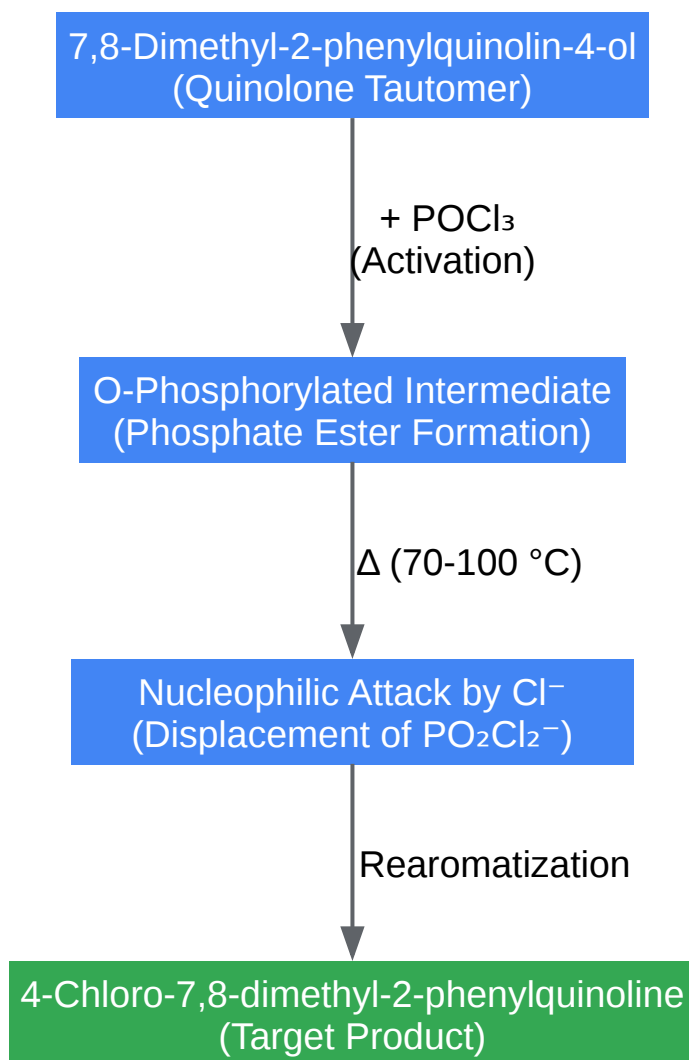 7,8-Dimethyl-2-phenylquinolin-4-ol
(Quinolone Tautomer)
+ POCl₃
(Activation)
O-Phosphorylated Intermediate
(Phosphate Ester Formation)
Δ (70-100 °C)
Nucleophilic Attack by Cl⁻
(Displacement of PO₂Cl₂⁻)
Rearomatization
4-Chloro-7,8-dimethyl-2-phenylquinoline
(Target Product)